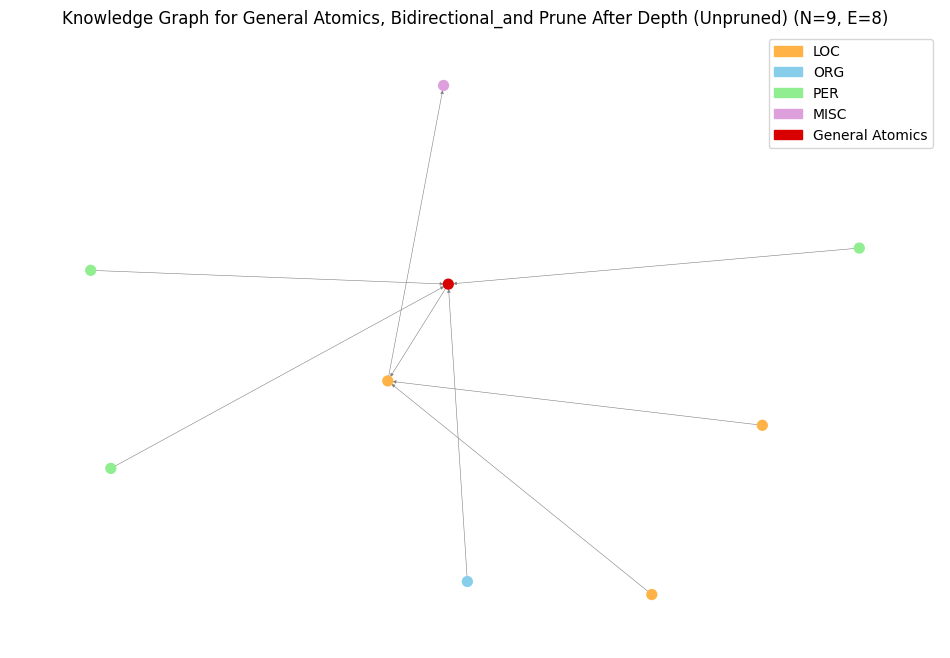 Knowledge Graph for General Atomics, Bidirectional_and Prune After Depth (Unpruned) (N=9, E=8)
LOC
ORG
PER
MISC
General Atomics